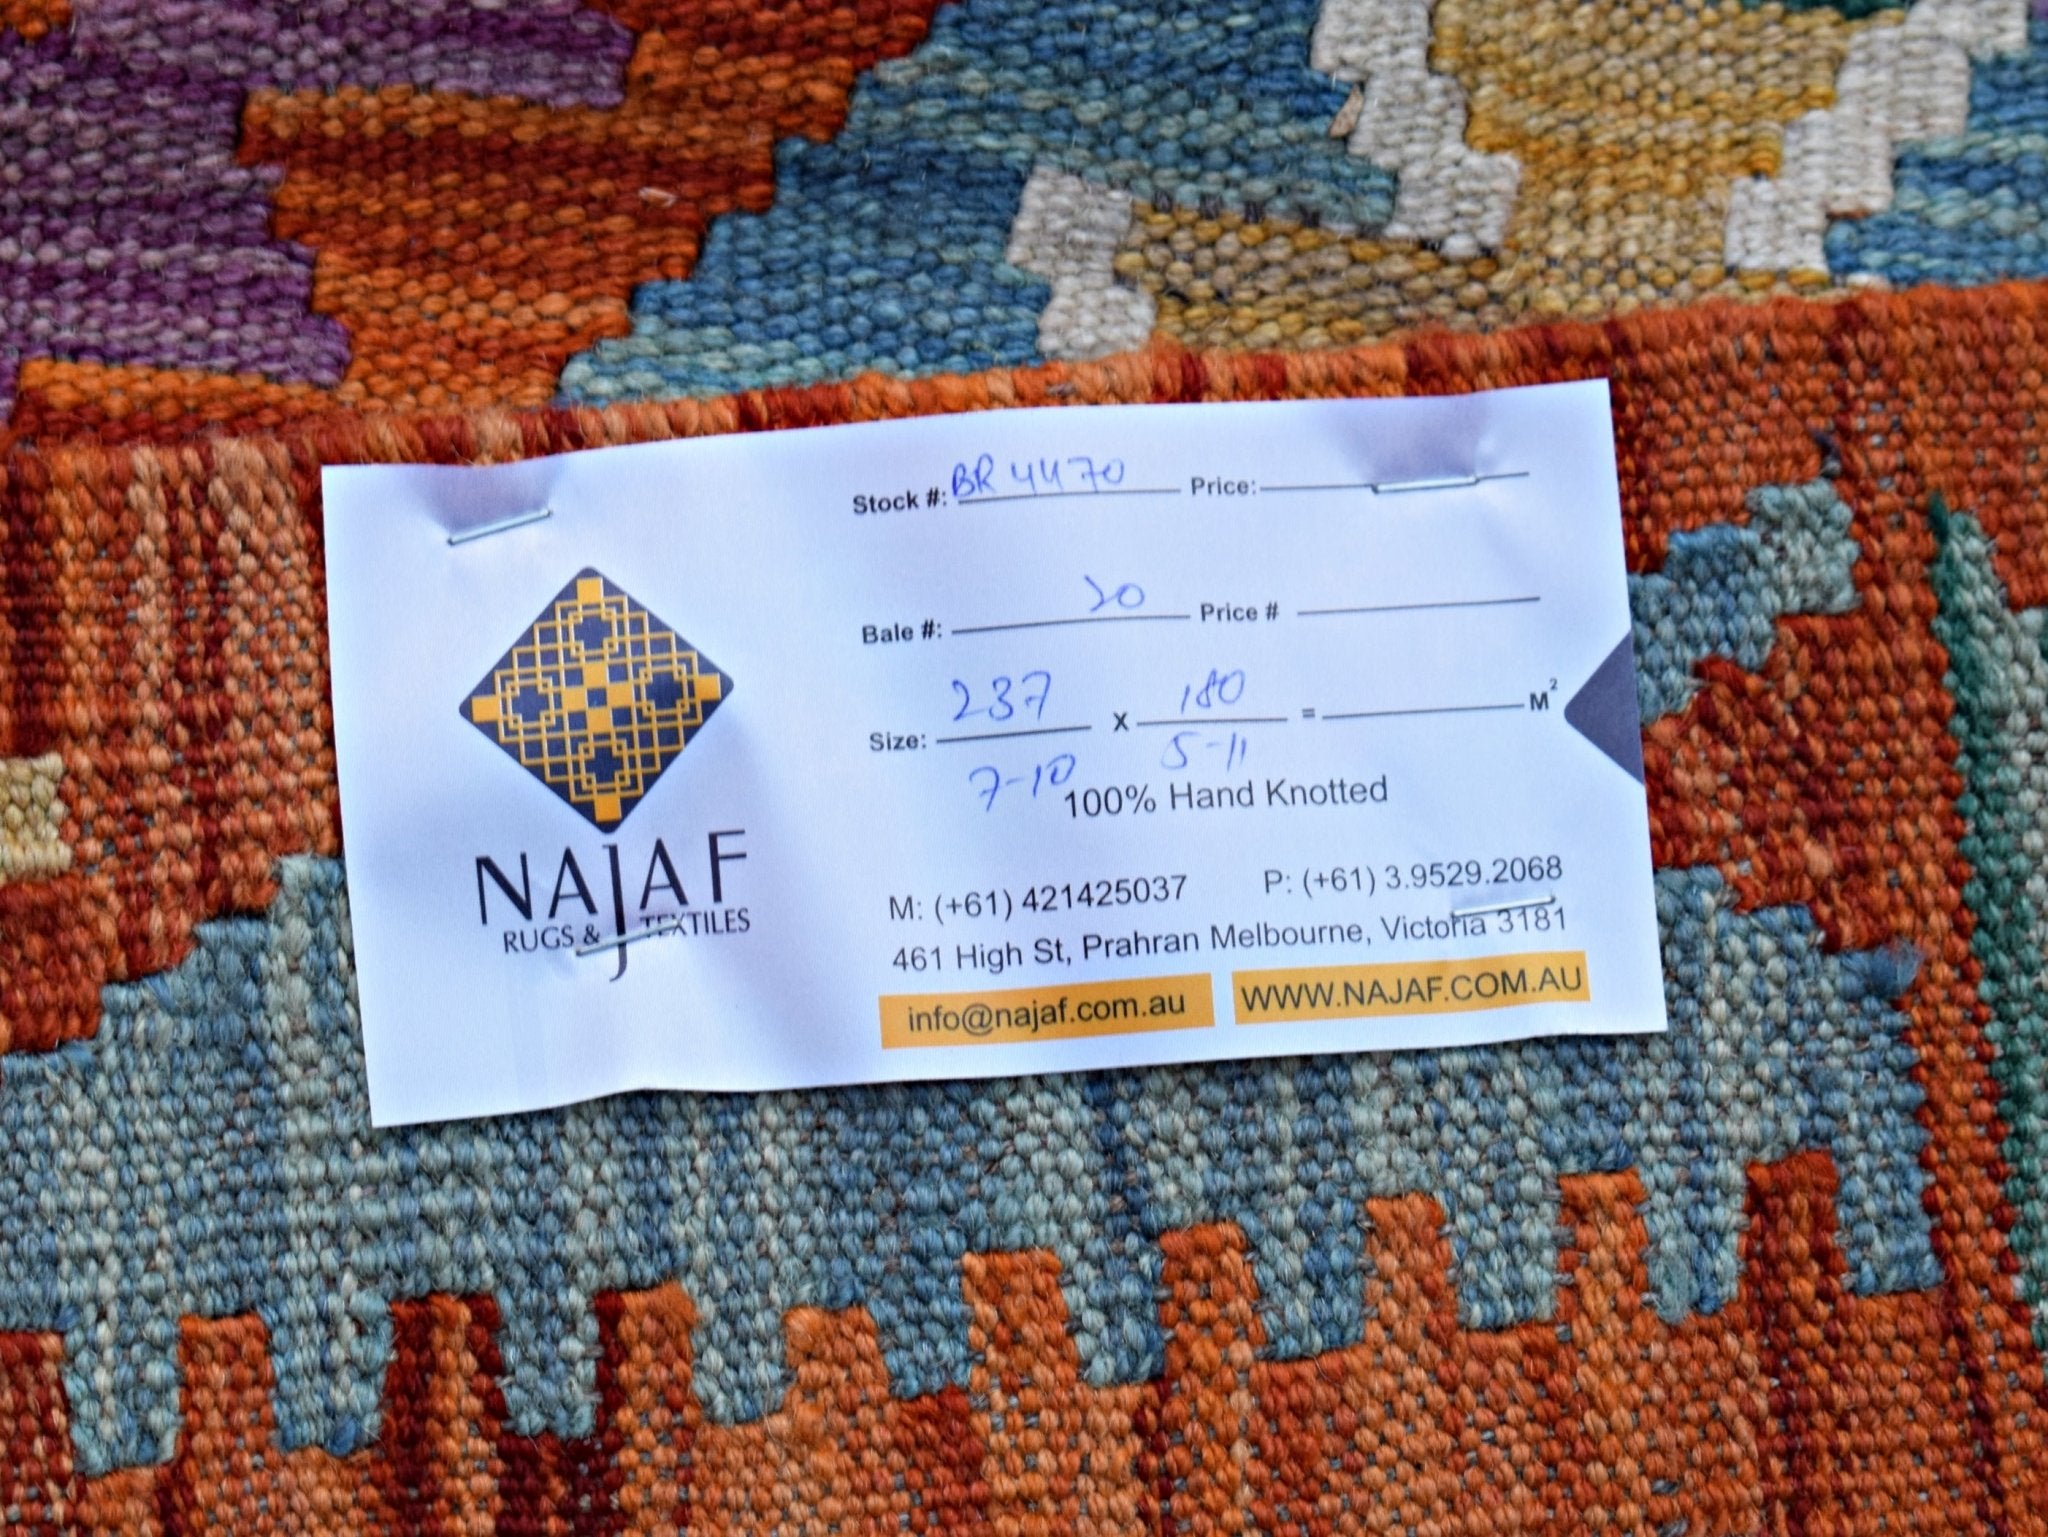 Stock #: BR 4470 Price:
Bale #: 20 Price #
Size: 237 x 180 = M²
7-10 5-11
100% Hand Knotted
NAJAF
RUGS & TEXTILES
M: (+61) 421425037 P: (+61) 3.9529.2068
461 High St, Prahran Melbourne, Victoria 3181
info@najaf.com.au WWW.NAJAF.COM.AU